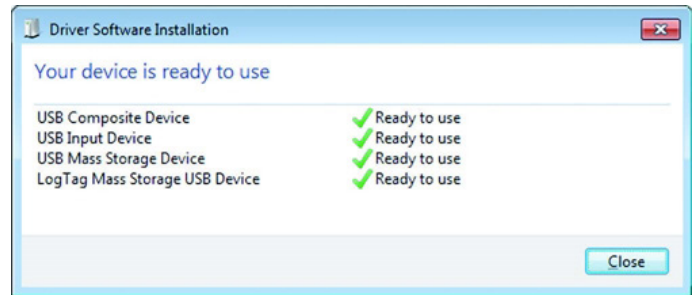 Driver Software Installation
Your device is ready to use
USB Composite Device Ready to use
USB Input Device Ready to use
USB Mass Storage Device Ready to use
LogTag Mass Storage USB Device Ready to use
Close